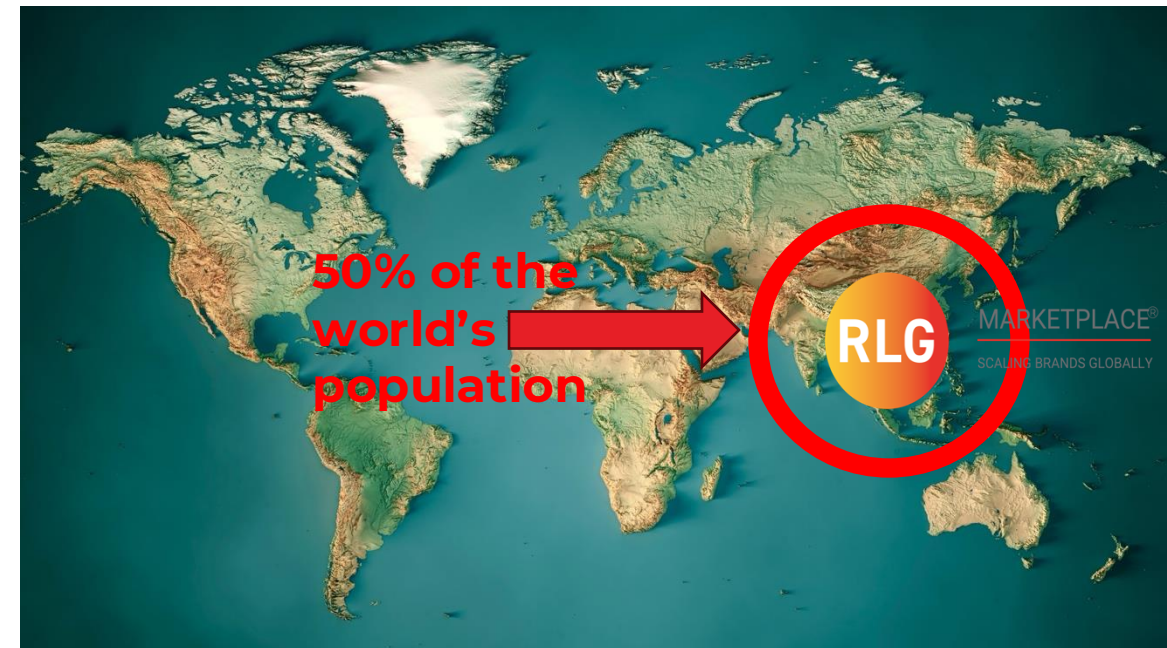 50% of the
world's
population
RLG
MARKETPLACE®
SCALING BRANDS GLOBALLY